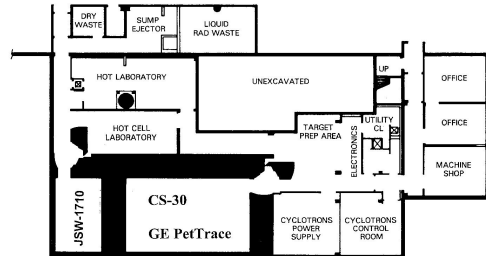 DRY
WASTE
SUMP
EJECTOR
LIQUID
RAD WASTE
HOT LABORATORY
UNEXCAVATED
UP
OFFICE
HOT CELL
LABORATORY
TARGET
PREP AREA
ELECTRONICS
UTILITY
CL
OFFICE
MACHINE
SHOP
JSW-1710
CS-30
GE PetTrace
CYCLOTRONS
POWER
SUPPLY
CYCLOTRONS
CONTROL
ROOM